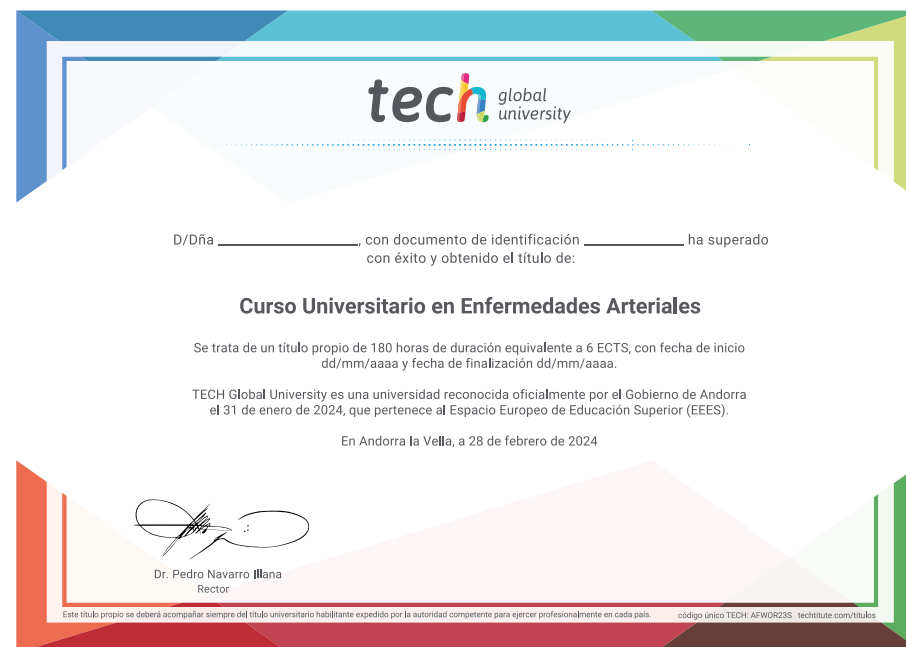 tech global university
D/Dña ____________________, con documento de identificación ______________ ha superado
con éxito y obtenido el título de:
Curso Universitario en Enfermedades Arteriales
Se trata de un título propio de 180 horas de duración equivalente a 6 ECTS, con fecha de inicio
dd/mm/aaaa y fecha de finalización dd/mm/aaaa.
TECH Global University es una universidad reconocida oficialmente por el Gobierno de Andorra
el 31 de enero de 2024, que pertenece al Espacio Europeo de Educación Superior (EEES).
En Andorra la Vella, a 28 de febrero de 2024
Dr. Pedro Navarro Illana
Rector
Este título propio se deberá acompañar siempre del título universitario habilitante expedido por la autoridad competente para ejercer profesionalmente en cada país.
código único TECH: AFWOR23S techtitute.com/titulos